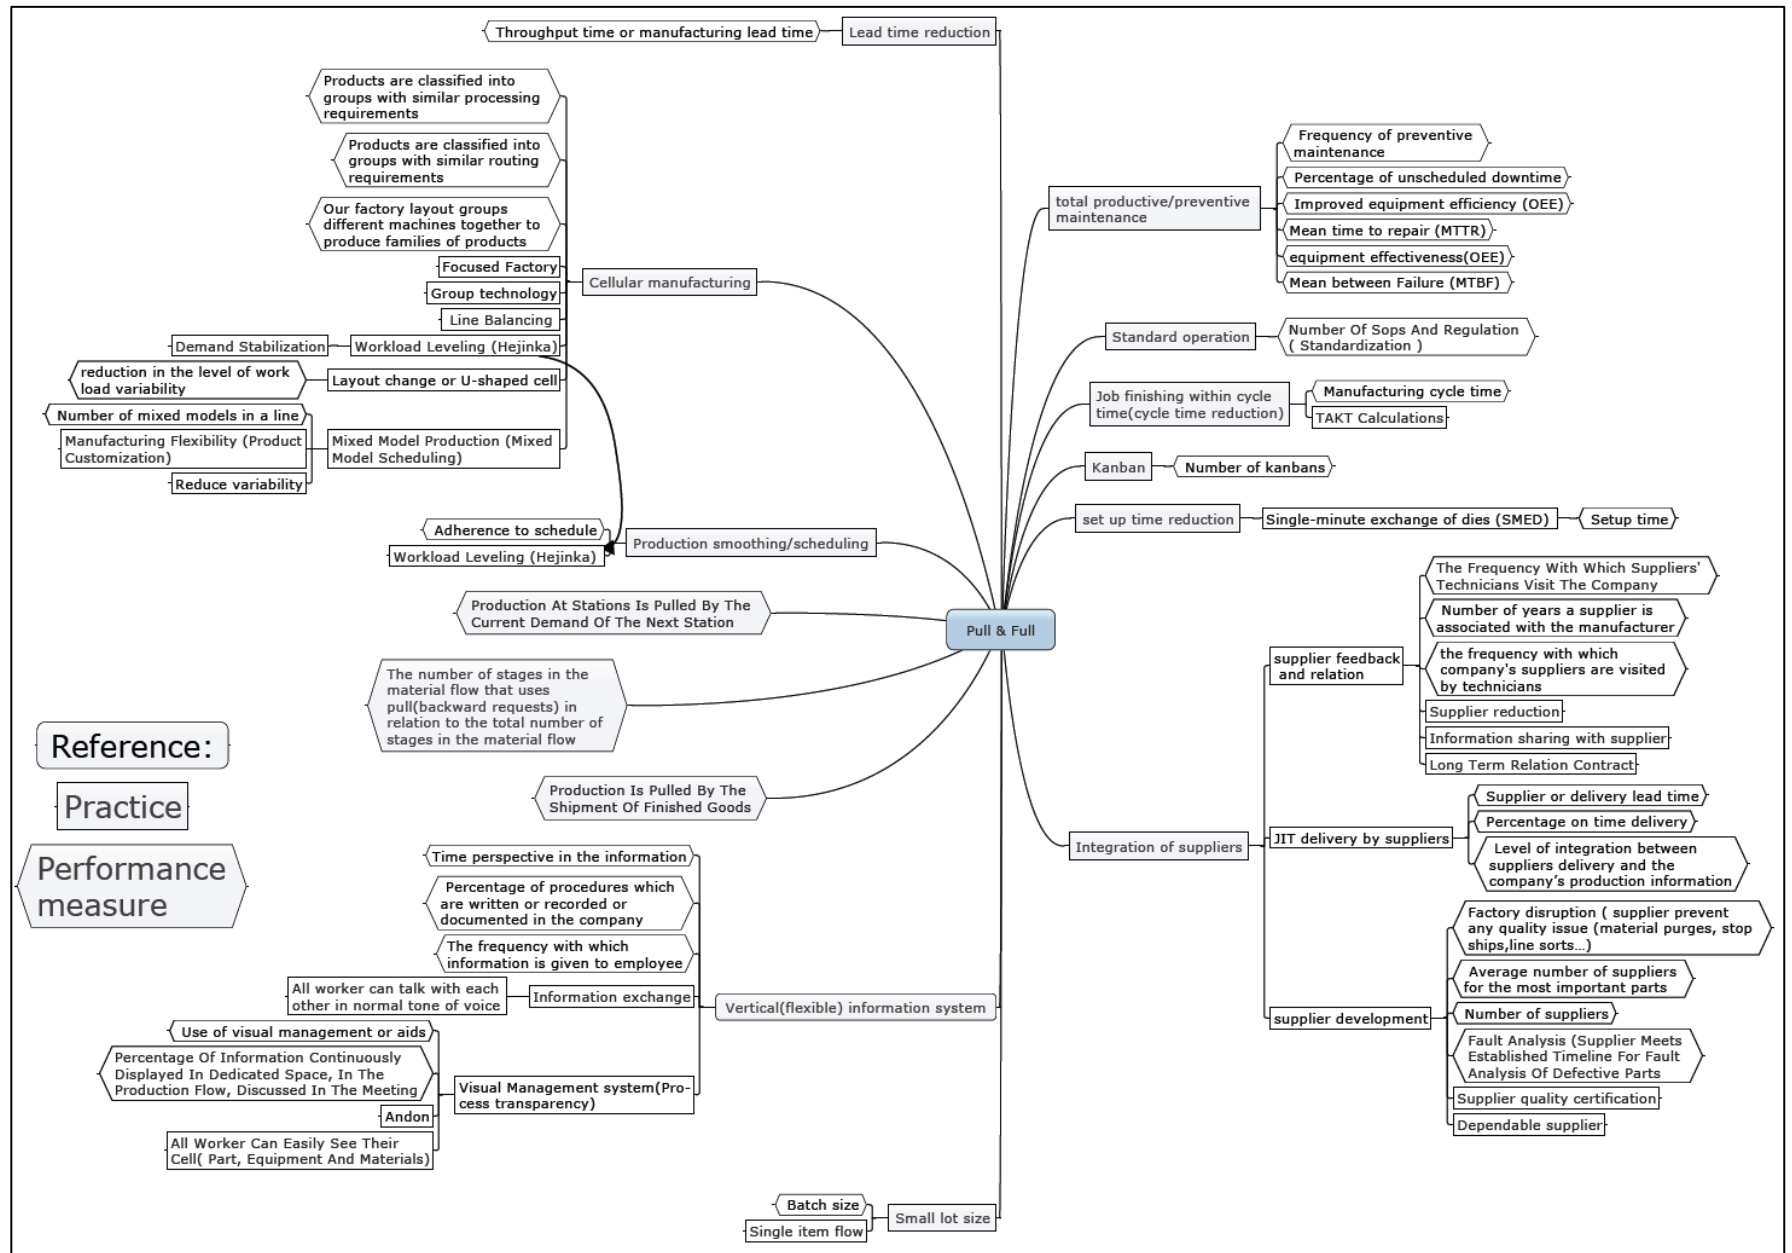 Throughput time or manufacturing lead time
Lead time reduction
Products are classified into
groups with similar processing
requirements
Products are classified into
groups with similar routing
requirements
Our factory layout groups
different machines together to
produce families of products
Focused Factory
Group technology
Line Balancing
Demand Stabilization
Workload Leveling (Hejinka)
reduction in the level of work
load variability
Layout change or U-shaped cell
Number of mixed models in a line
Manufacturing Flexibility (Product
Customization)
Reduce variability
Mixed Model Production (Mixed
Model Scheduling)
Cellular manufacturing
Adherence to schedule
Workload Leveling (Hejinka)
Production smoothing/scheduling
Production At Stations Is Pulled By The
Current Demand Of The Next Station
The number of stages in the
material flow that uses
pull(backward requests) in
relation to the total number of
stages in the material flow
Production Is Pulled By The
Shipment Of Finished Goods
Reference:
Practice
Performance
measure
Time perspective in the information
Percentage of procedures which
are written or recorded or
documented in the company
The frequency with which
information is given to employee
All worker can talk with each
other in normal tone of voice
Information exchange
Vertical(flexible) information system
Use of visual management or aids
Percentage Of Information Continuously
Displayed In Dedicated Space, In The
Production Flow, Discussed In The Meeting
Andon
All Worker Can Easily See Their
Cell( Part, Equipment And Materials)
Visual Management system(Pro-
cess transparency)
Batch size
Single item flow
Small lot size
Pull & Full
total productive/preventive
maintenance
Frequency of preventive
maintenance
Percentage of unscheduled downtime
Improved equipment efficiency (OEE)
Mean time to repair (MTTR)
equipment effectiveness(OEE)
Mean between Failure (MTBF)
Standard operation
Number Of Sops And Regulation
( Standardization )
Job finishing within cycle
time(cycle time reduction)
Manufacturing cycle time
TAKT Calculations
Kanban
Number of kanbans
set up time reduction
Single-minute exchange of dies (SMED)
Setup time
Integration of suppliers
supplier feedback
and relation
The Frequency With Which Suppliers'
Technicians Visit The Company
Number of years a supplier is
associated with the manufacturer
the frequency with which
company's suppliers are visited
by technicians
Supplier reduction
Information sharing with supplier
Long Term Relation Contract
JIT delivery by suppliers
Supplier or delivery lead time
Percentage on time delivery
Level of integration between
suppliers delivery and the
company's production information
supplier development
Factory disruption ( supplier prevent
any quality issue (material purges, stop
ships,line sorts...)
Average number of suppliers
for the most important parts
Number of suppliers
Fault Analysis (Supplier Meets
Established Timeline For Fault
Analysis Of Defective Parts
Supplier quality certification
Dependable supplier